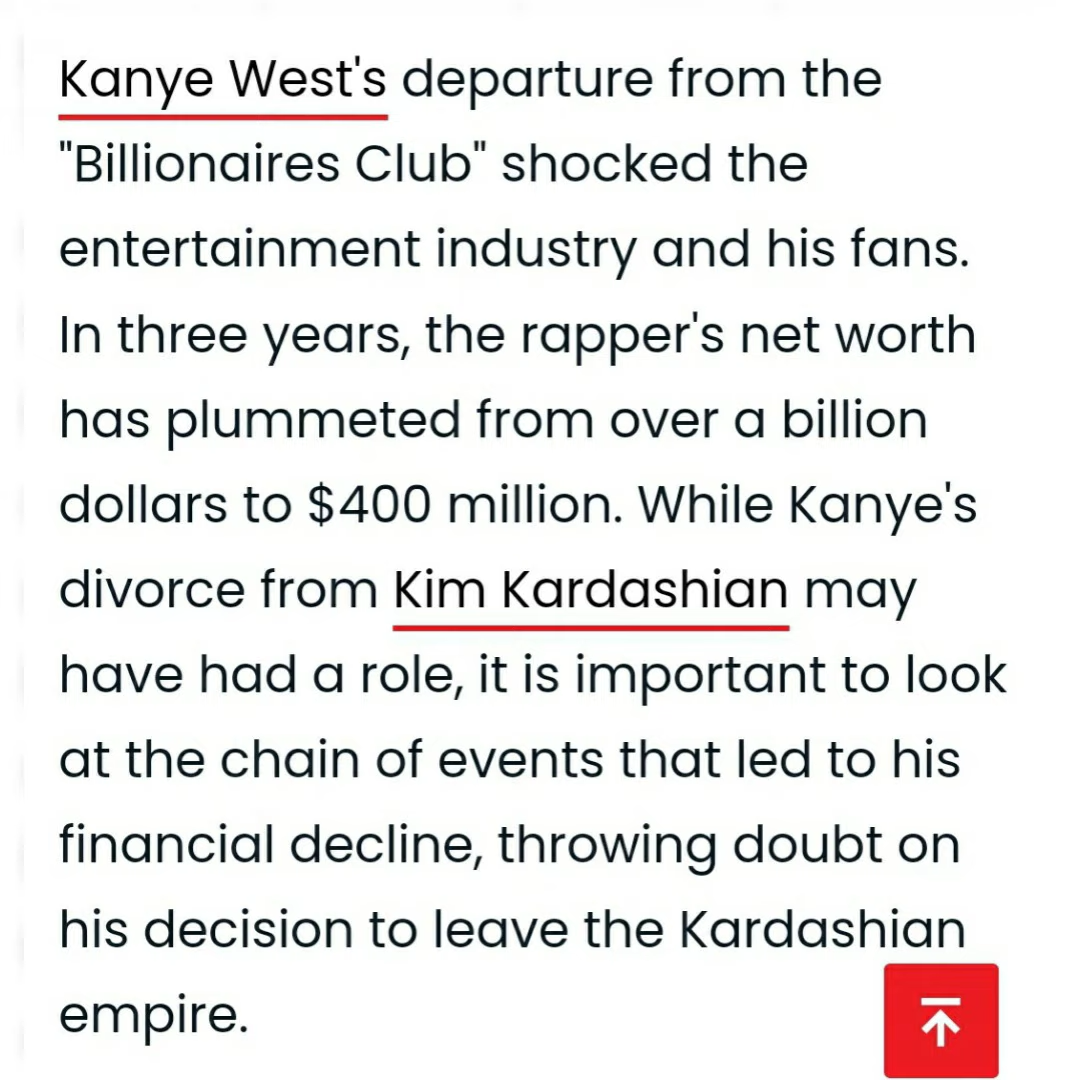 Kanye West's departure from the
"Billionaires Club" shocked the
entertainment industry and his fans.
In three years, the rapper's net worth
has plummeted from over a billion
dollars to $400 million. While Kanye's
divorce from Kim Kardashian may
have had a role, it is important to look
at the chain of events that led to his
financial decline, throwing doubt on
his decision to leave the Kardashian
empire.